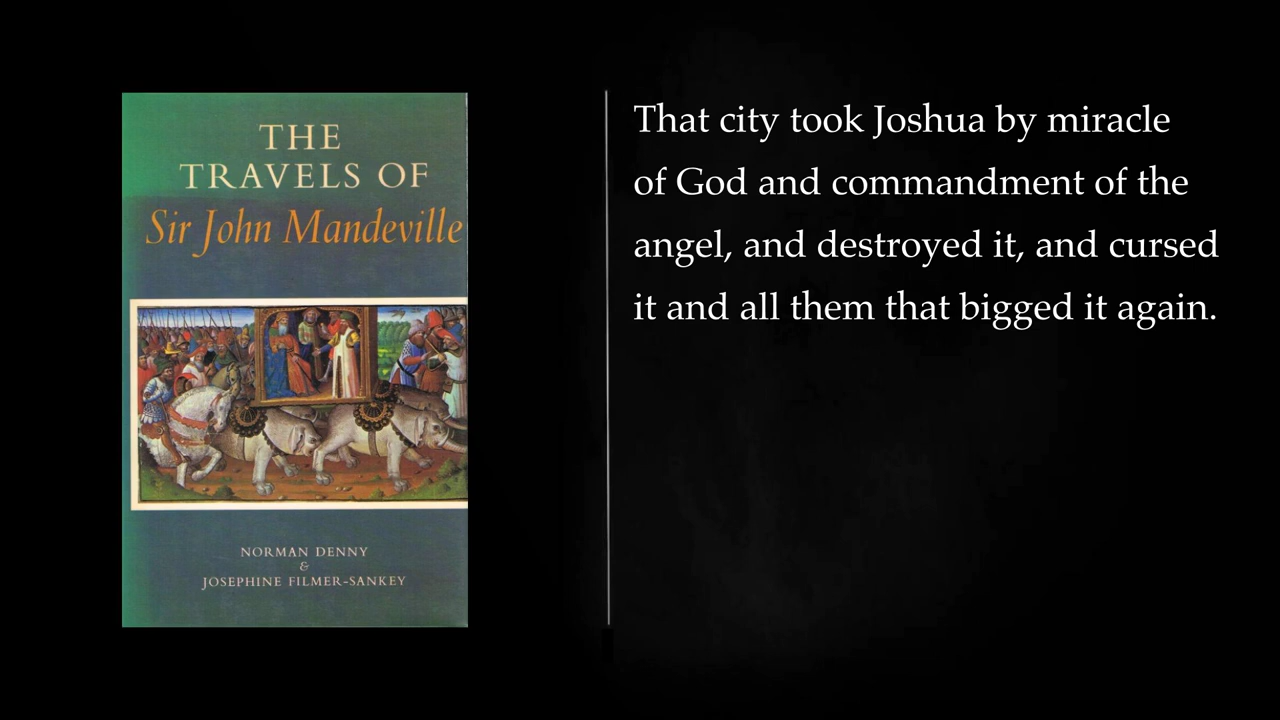 THE
TRAVELS OF
Sir John Mandeville
NORMAN DENNY
&
JOSEPHINE FILMER-SANKEY
That city took Joshua by miracle
of God and commandment of the
angel, and destroyed it, and cursed
it and all them that bigged it again.